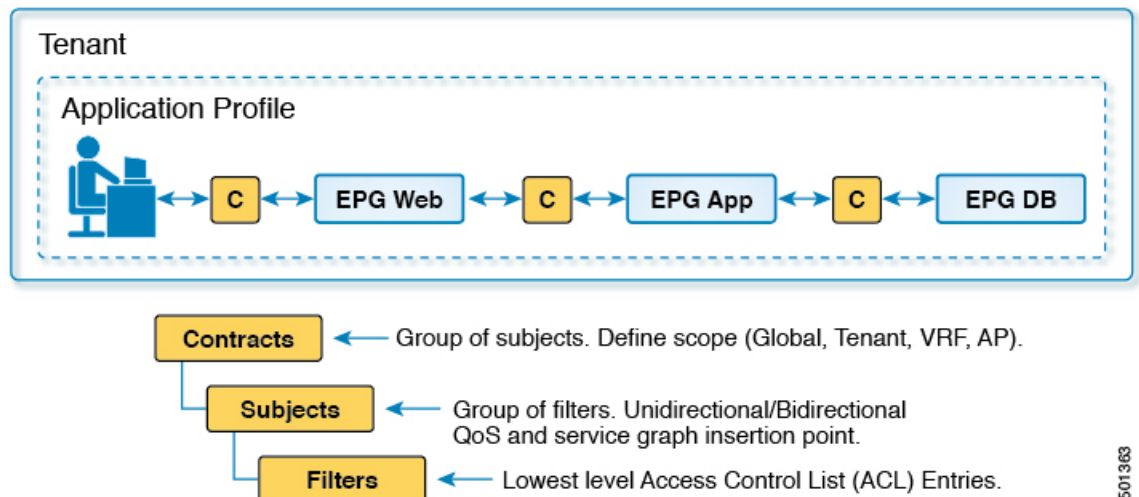 Tenant
Application Profile
C
EPG Web
C
EPG App
C
EPG DB
Contracts
Group of subjects. Define scope (Global, Tenant, VRF, AP).
Subjects
Group of filters. Unidirectional/Bidirectional
QoS and service graph insertion point.
Filters
Lowest level Access Control List (ACL) Entries.
501363